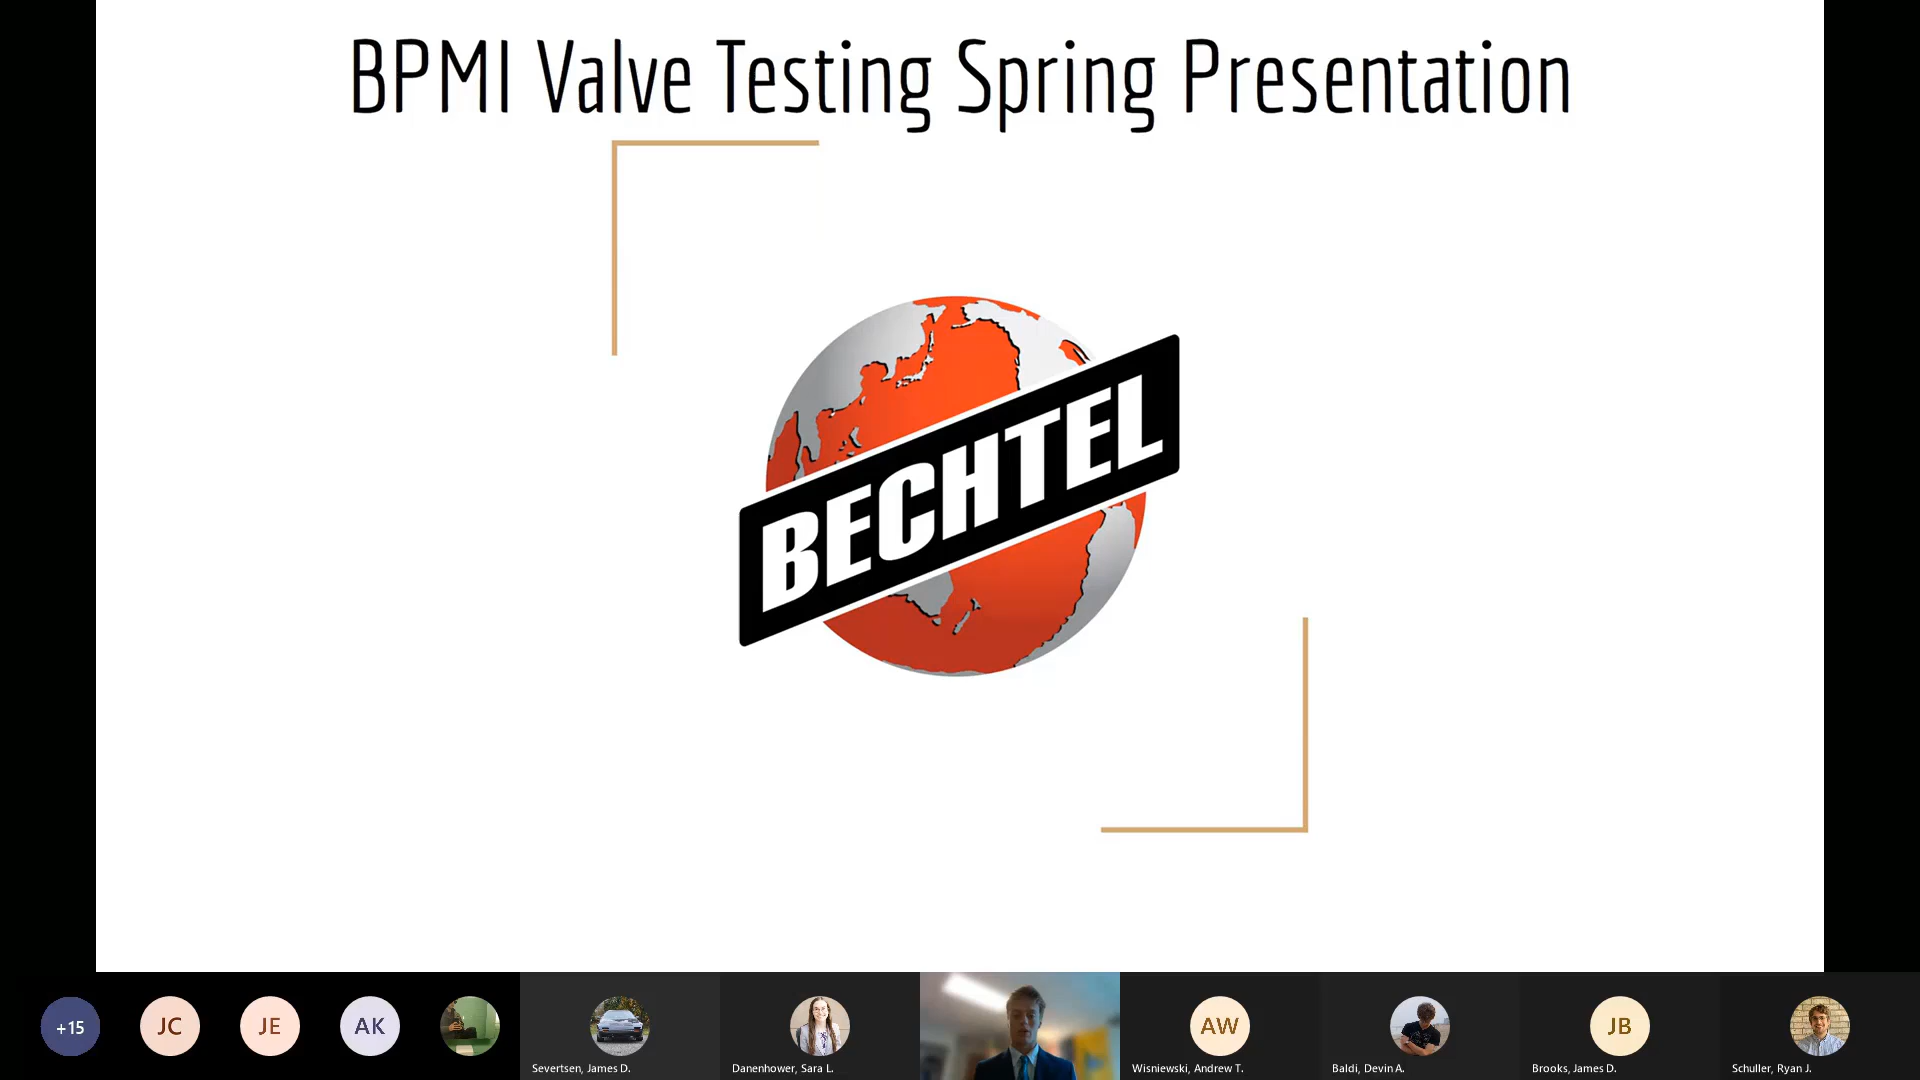 BPMI Valve Testing Spring Presentation
BECHTEL
+15
JC
JE
AK
Severtsen, James D.
Danenhower, Sara L.
AW
Wisniewski, Andrew T.
Baldi, Devin A.
JB
Brooks, James D.
Schuller, Ryan J.